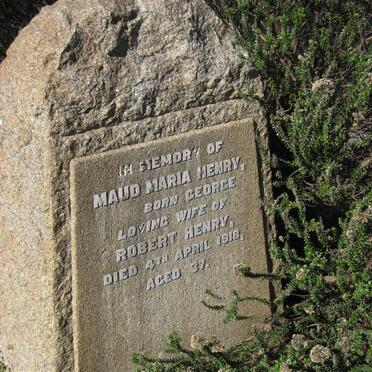 IN MEMORY OF
MAUD MARIA HENRY,
BORN GEORGE
LOVING WIFE OF
ROBERT HENRY,
DIED 4TH APRIL 1918,
AGED 37.